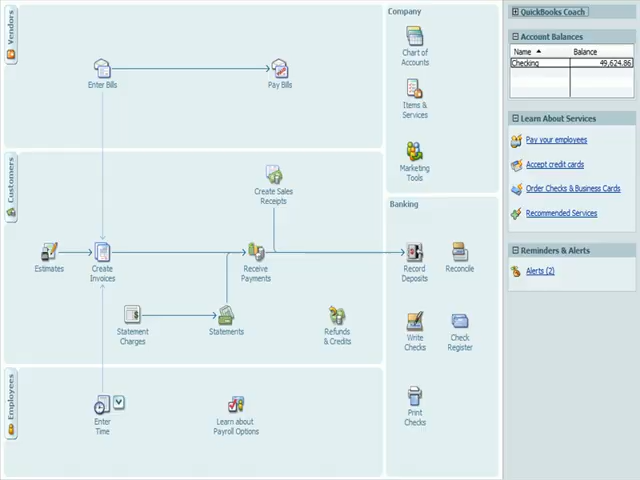 Vendors
Enter Bills
Pay Bills
Customers
Create Sales
Receipts
Estimates
Create
Invoices
Receive
Payments
Statement
Charges
Statements
Refunds
& Credits
Employees
Enter
Time
Learn about
Payroll Options
Company
Chart of
Accounts
Items &
Services
Marketing
Tools
Banking
Record
Deposits
Reconcile
Write
Checks
Check
Register
Print
Checks
QuickBooks Coach
Account Balances
Name Balance
Checking 49,624.86
Learn About Services
Pay your employees
Accept credit cards
Order Checks & Business Cards
Recommended Services
Reminders & Alerts
Alerts (2)